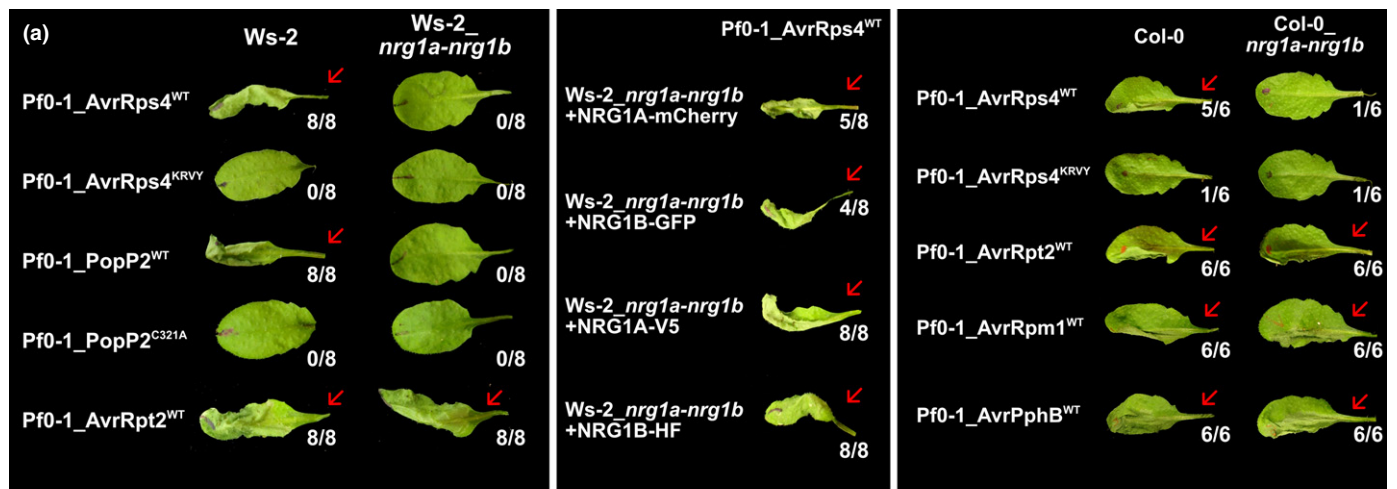 (a)
Ws-2
Ws-2_
nrg1a-nrg1b
Pf0-1_AvrRps4WT
8/8
0/8
Pf0-1_AvrRps4KRVY
0/8
0/8
Pf0-1_PopP2WT
8/8
0/8
Pf0-1_PopP2C321A
0/8
0/8
Pf0-1_AvrRpt2WT
8/8
8/8
Pf0-1_AvrRps4WT
Ws-2_nrg1a-nrg1b
+NRG1A-mCherry
5/8
Ws-2_nrg1a-nrg1b
+NRG1B-GFP
4/8
Ws-2_nrg1a-nrg1b
+NRG1A-V5
8/8
Ws-2_nrg1a-nrg1b
+NRG1B-HF
8/8
Col-0
Col-0_
nrg1a-nrg1b
Pf0-1_AvrRps4WT
5/6
1/6
Pf0-1_AvrRps4KRVY
1/6
1/6
Pf0-1_AvrRpt2WT
6/6
6/6
Pf0-1_AvrRpm1WT
6/6
6/6
Pf0-1_AvrPphBWT
6/6
6/6